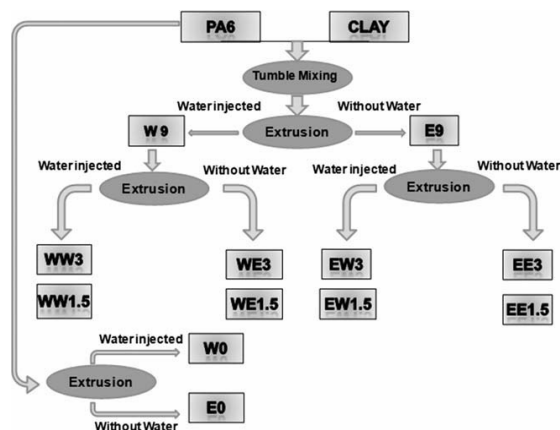 PA6
CLAY
Tumble Mixing
Water injected
Without Water
W 9
Extrusion
E9
Water injected
Without Water
Water injected
Without Water
Extrusion
Extrusion
WW3
WE3
EW3
EE3
WW1.5
WE1.5
EW1.5
EE1.5
Water injected
W0
Extrusion
E0
Without Water